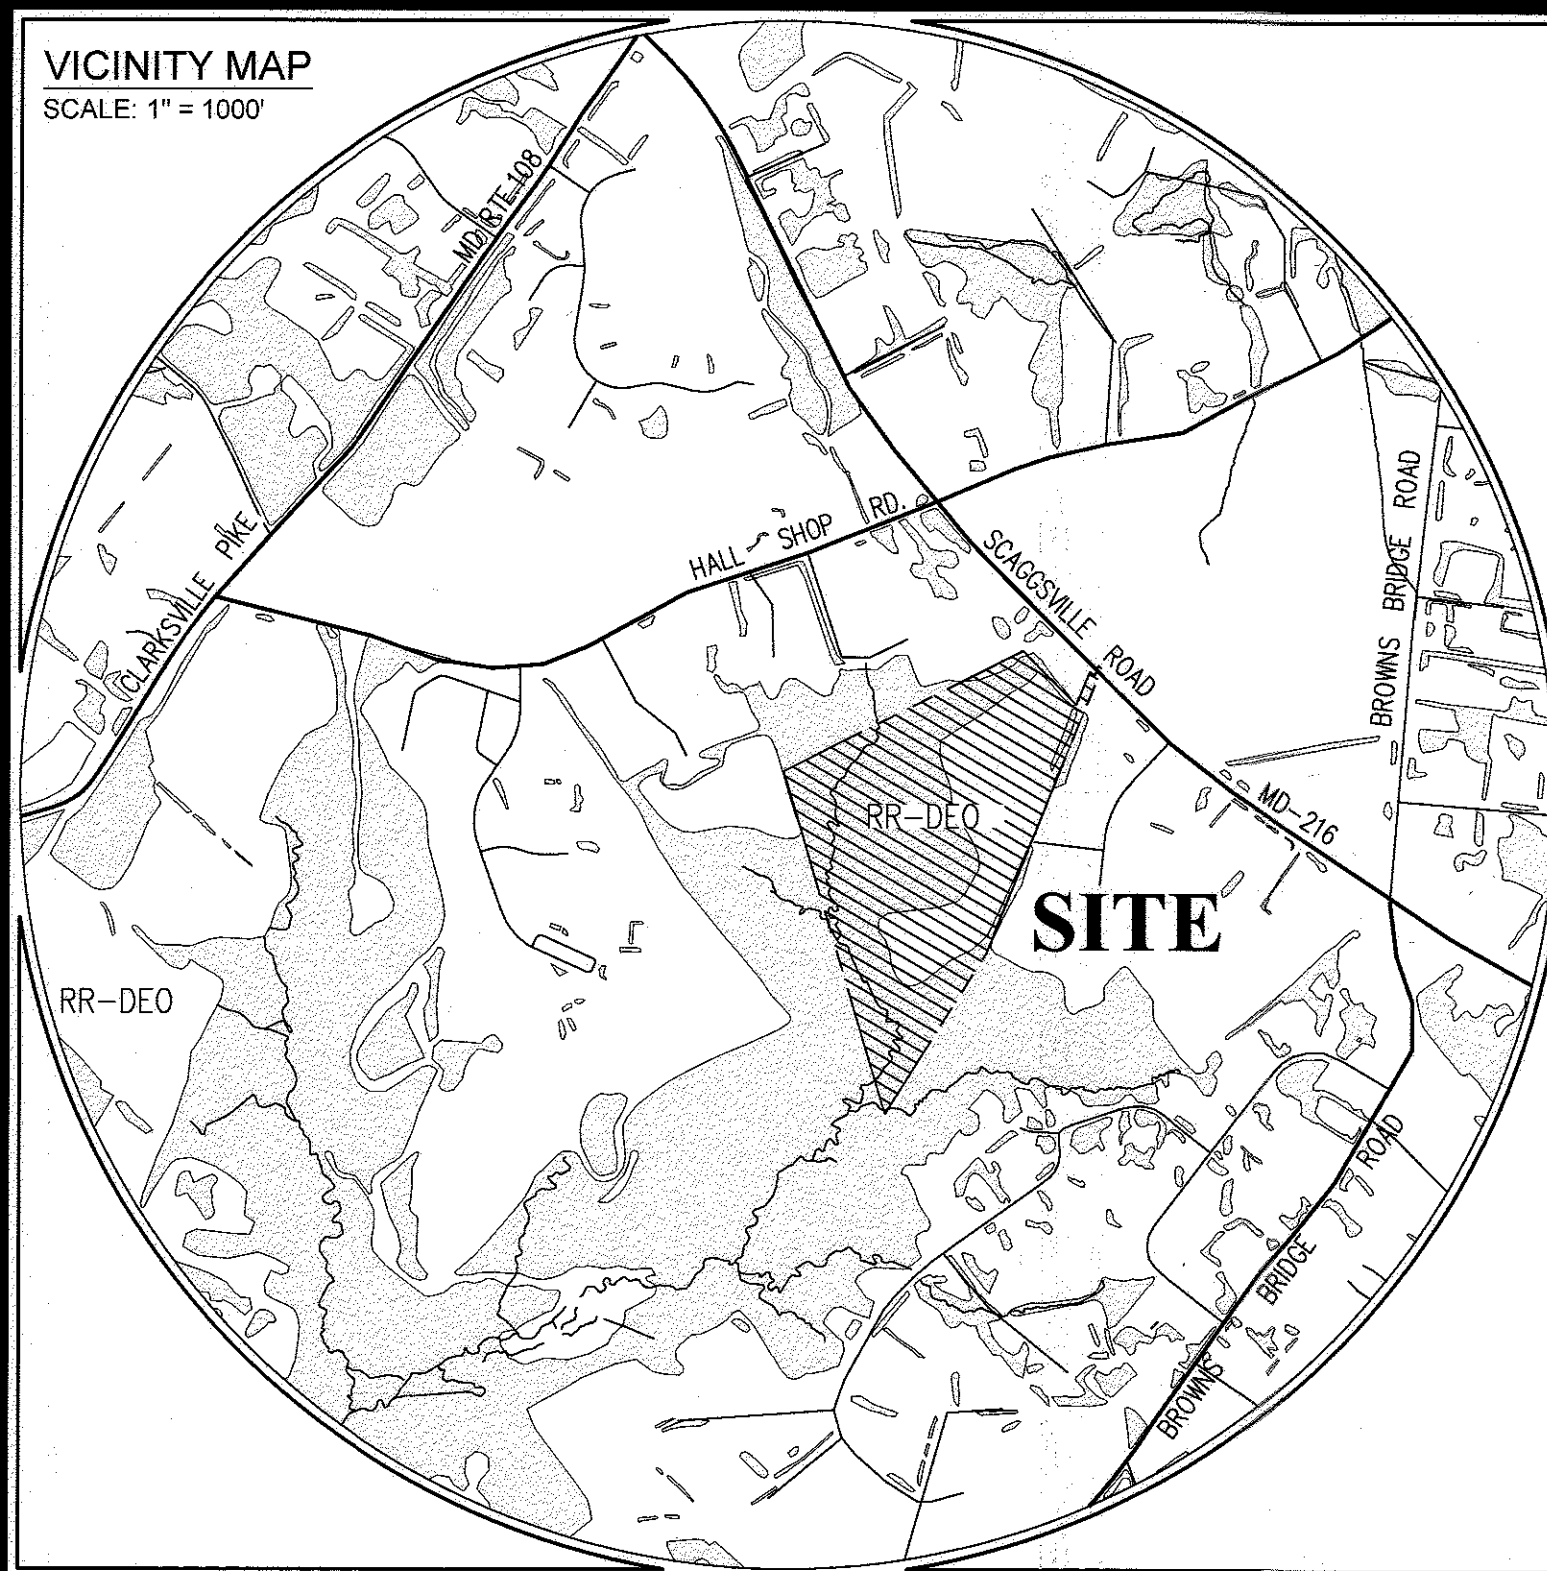 VICINITY MAP
SCALE: 1" = 1000'
MD RTE 108
CLARKSVILLE PIKE
HALL SHOP RD.
SCAGGSVILLE ROAD
BROWNS BRIDGE ROAD
MD-216
RR-DEO
SITE
RR-DEO
BROWNS BRIDGE ROAD